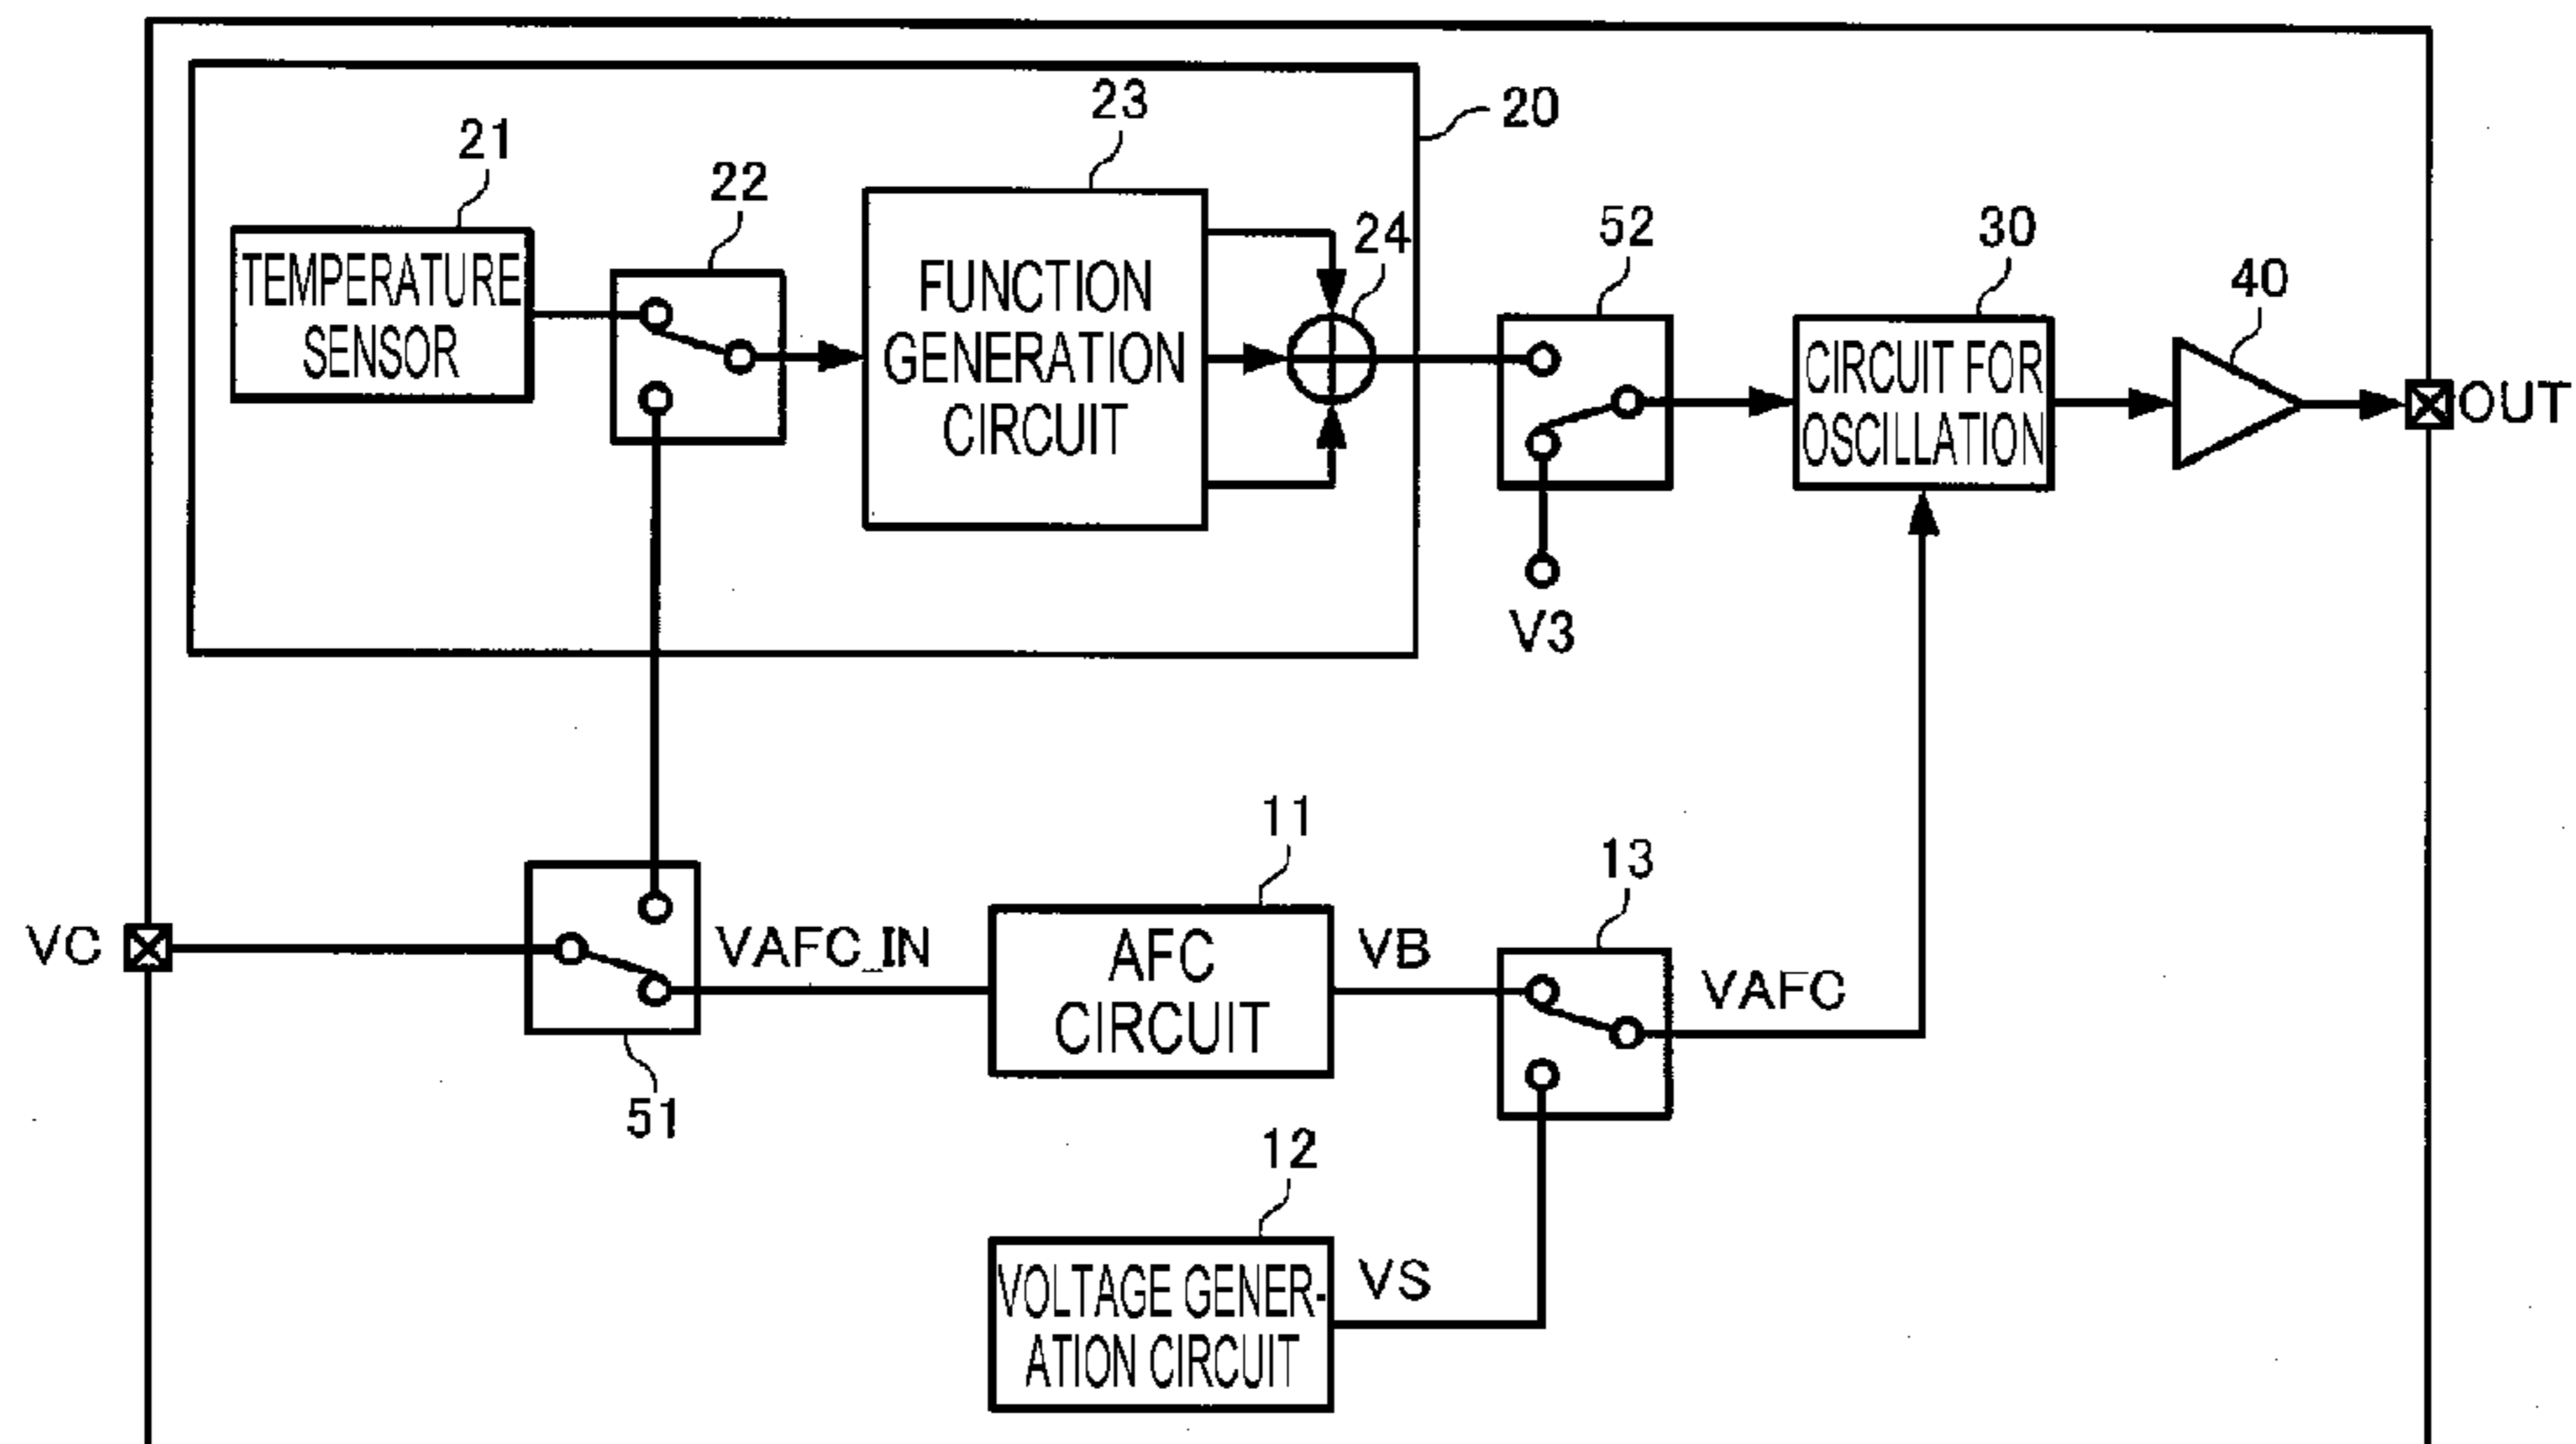 23
20
21
22
52
30
24
40
TEMPERATURE
SENSOR
FUNCTION
GENERATION
CIRCUIT
CIRCUIT FOR
OSCILLATION
OUT
V3
11
13
VC
VAFC_IN
AFC
CIRCUIT
VB
VAFC
51
12
VOLTAGE GENER-
ATION CIRCUIT
VS